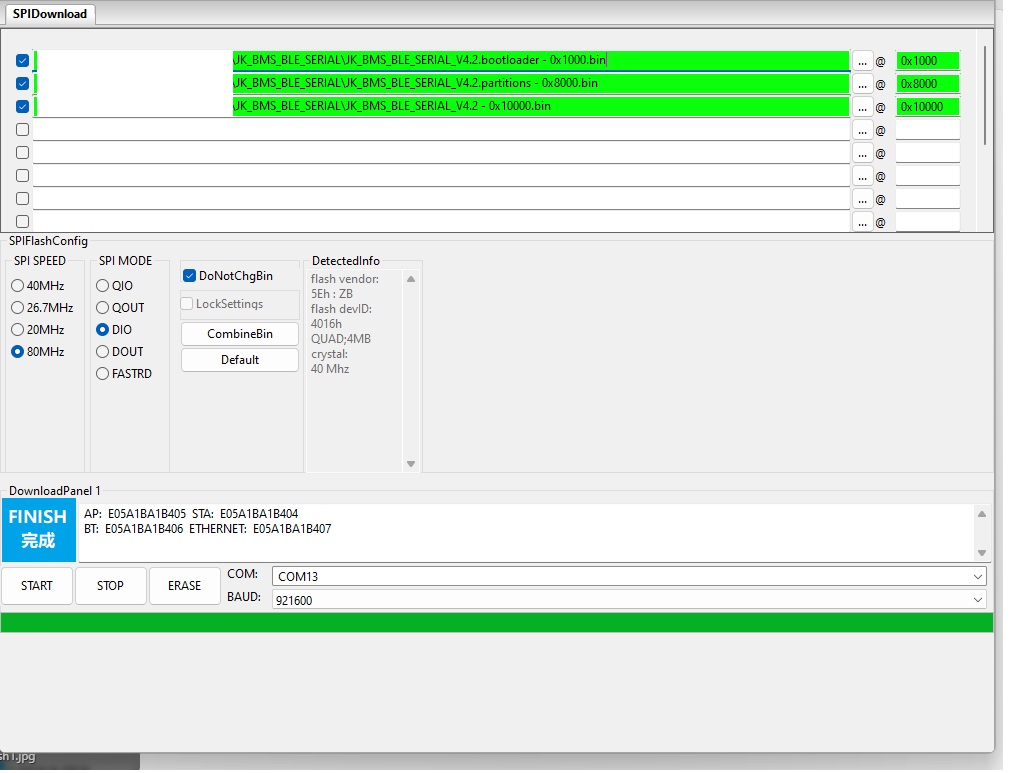 SPIDownload
\JK_BMS_BLE_SERIAL\JK_BMS_BLE_SERIAL_V4.2.bootloader - 0x1000.bin ... @ 0x1000
\JK_BMS_BLE_SERIAL\JK_BMS_BLE_SERIAL_V4.2.partitions - 0x8000.bin ... @ 0x8000
\JK_BMS_BLE_SERIAL\JK_BMS_BLE_SERIAL_V4.2 - 0x10000.bin ... @ 0x10000
... @
... @
... @
... @
... @
SPIFlashConfig
SPI SPEED
40MHz
26.7MHz
20MHz
80MHz
SPI MODE
QIO
QOUT
DIO
DOUT
FASTRD
DoNotChgBin
LockSettings
CombineBin
Default
DetectedInfo
flash vendor:
5Eh : ZB
flash devID:
4016h
QUAD;4MB
crystal:
40 Mhz
DownloadPanel 1
FINISH
完成
AP: E05A1BA1B405 STA: E05A1BA1B404
BT: E05A1BA1B406 ETHERNET: E05A1BA1B407
START
STOP
ERASE
COM: COM13
BAUD: 921600